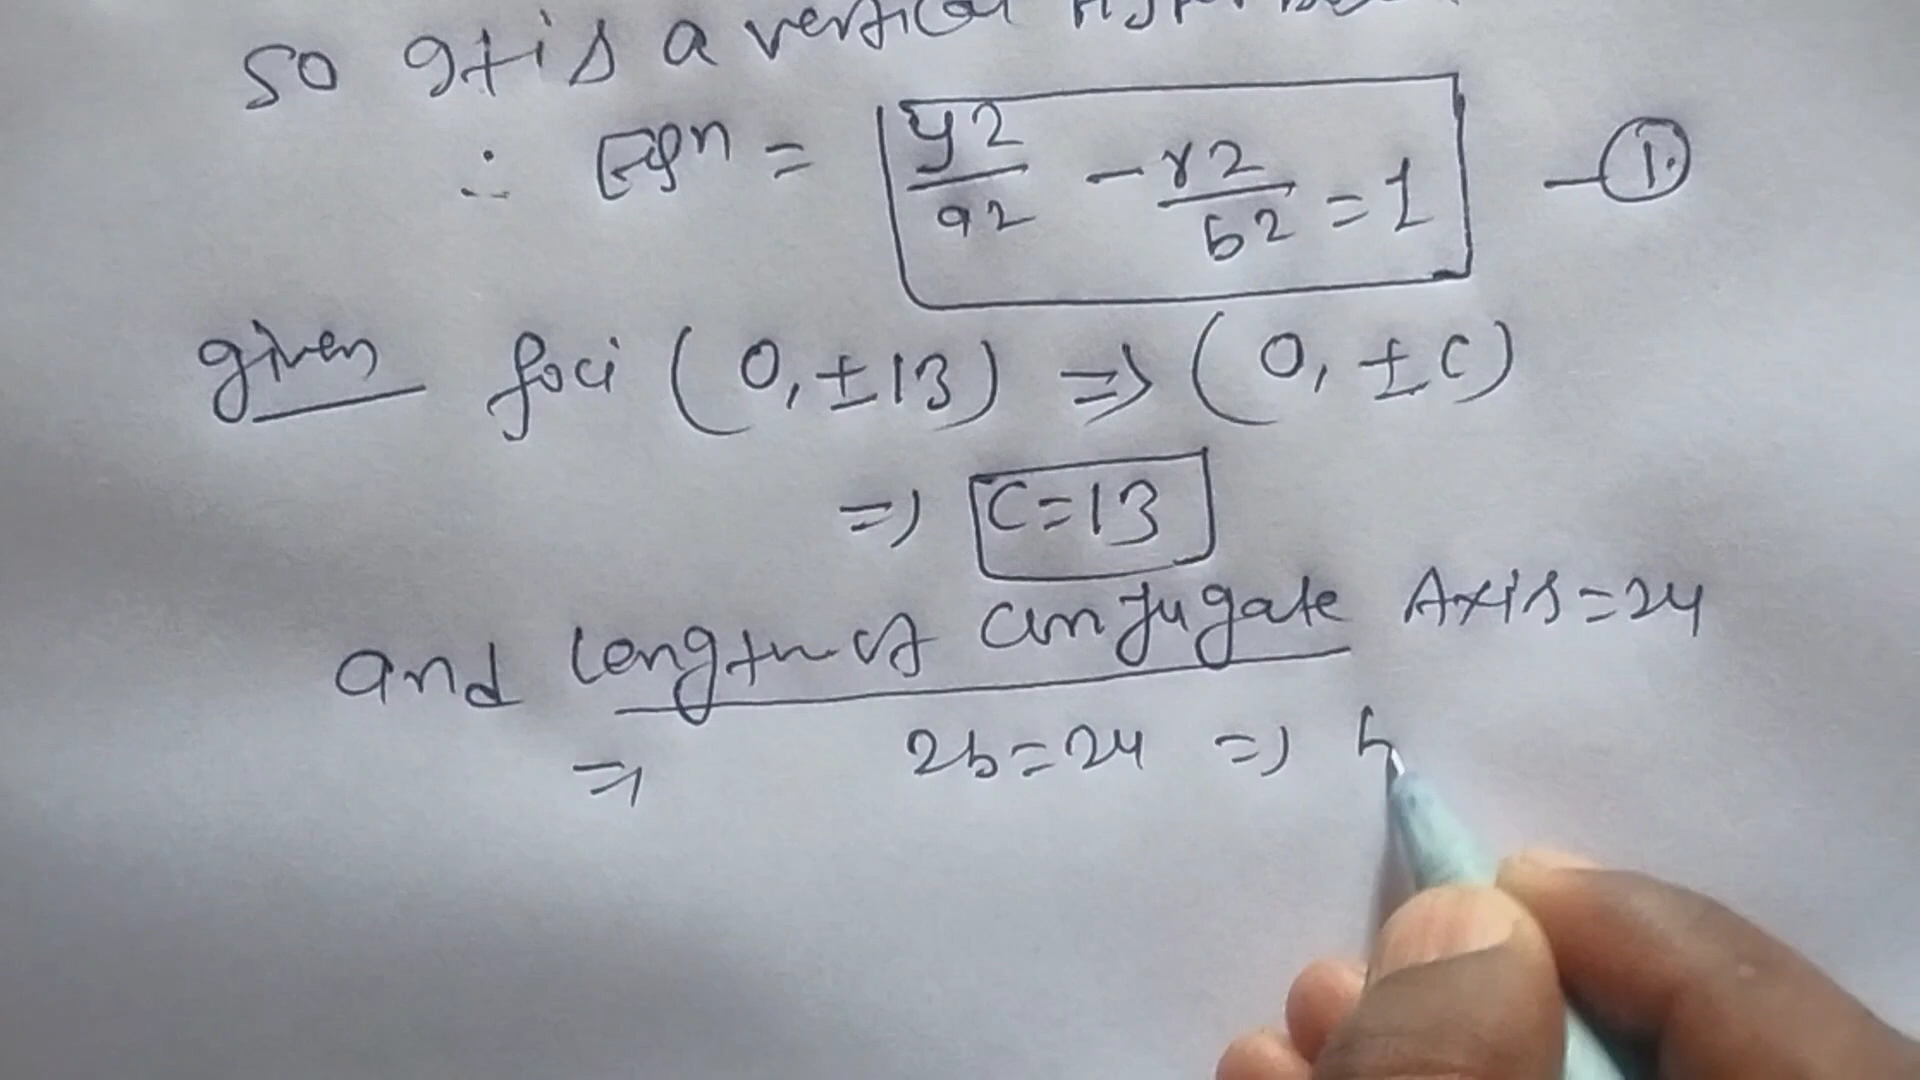 So It is a vertical
∴ Eqn = y2/a2 - x2/b2 = 1 - ①
given foci (0, ±13) => (0, ±c)
=> C=13
and length of conjugate Axis=24
=> 2b=24 => b